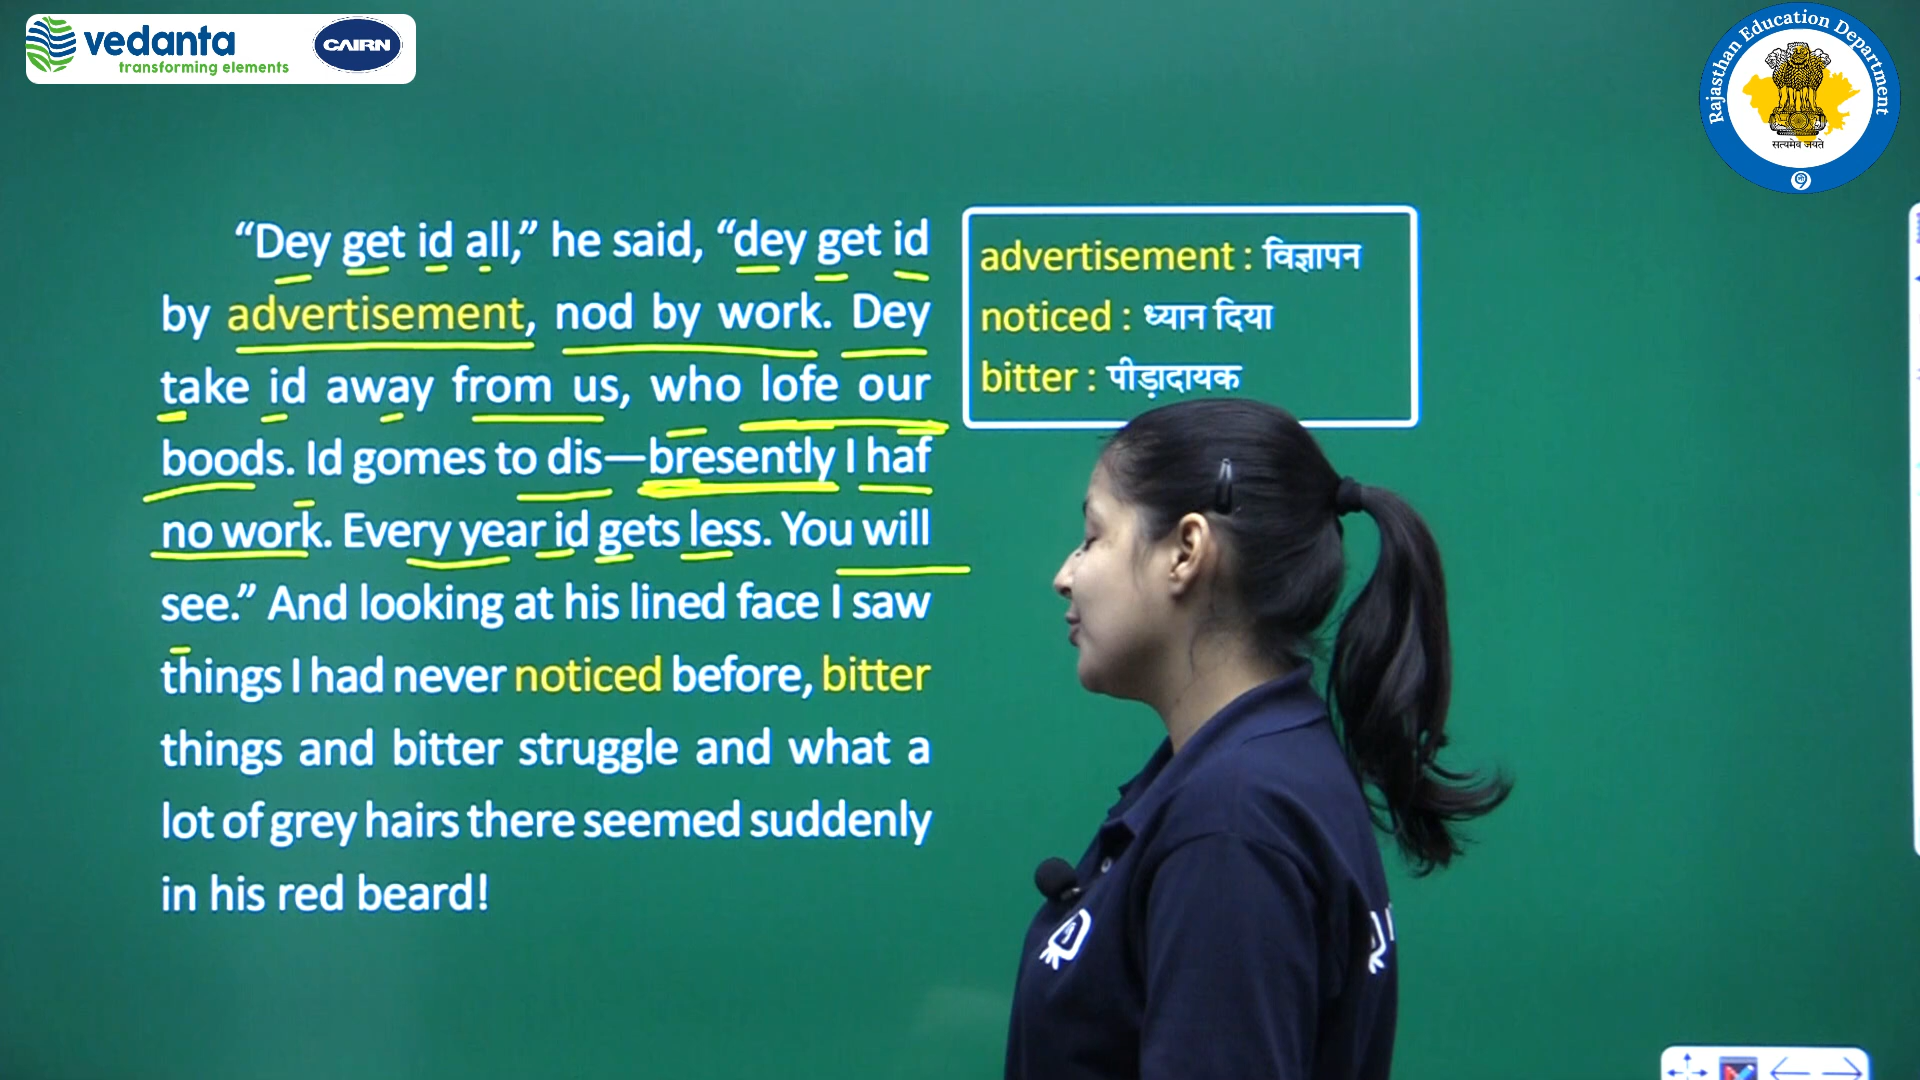 vedanta
transforming elements
CAIRN
Rajasthan Education Department
सत्यमेव जयते
“Dey get id all,” he said, “dey get id
by advertisement, nod by work. Dey
take id away from us, who lofe our
boods. Id gomes to dis—bresently I haf
no work. Every year id gets less. You will
see.” And looking at his lined face I saw
things I had never noticed before, bitter
things and bitter struggle and what a
lot of grey hairs there seemed suddenly
in his red beard!
advertisement : विज्ञापन
noticed : ध्यान दिया
bitter : पीड़ादायक